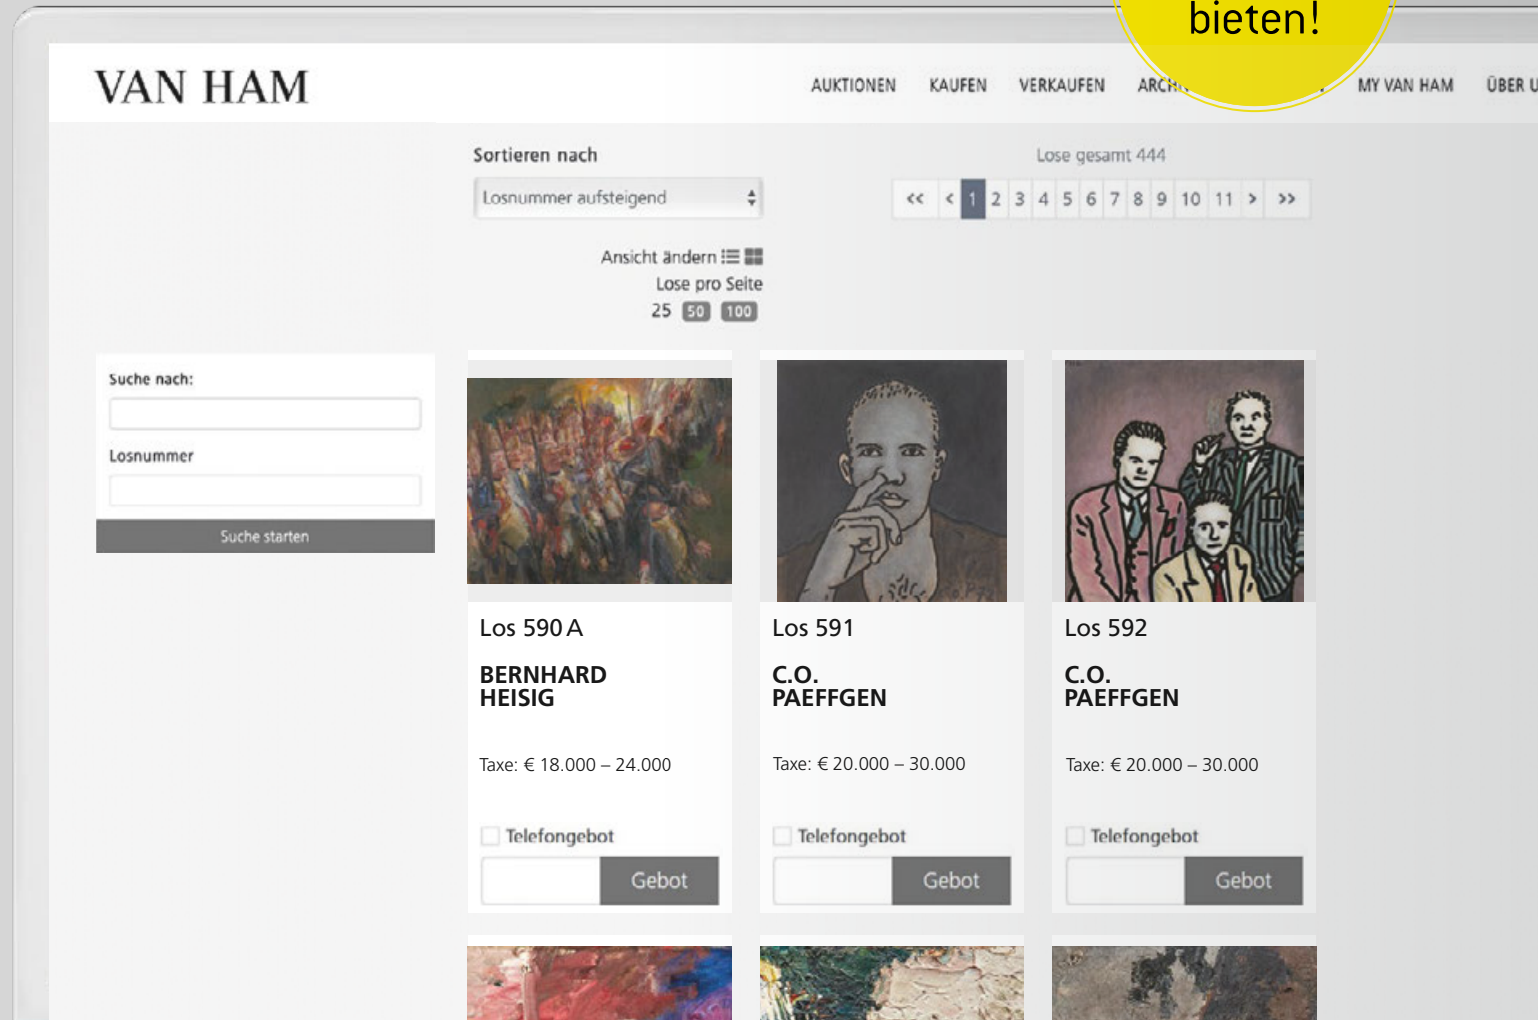 bieten!
VAN HAM
AUKTIONEN KAUFEN VERKAUFEN MY VAN HAM ÜBER
Sortieren nach
Lose gesamt 444
Losnummer aufsteigend
<< < 1 2 3 4 5 6 7 8 9 10 11 > >>
Ansicht ändern
Lose pro Seite
25 50 100
Suche nach:
Losnummer
Suche starten
Los 590 A
BERNHARD
HEISIG
Taxe: € 18.000 – 24.000
Telefongebot
Gebot
Los 591
C.O.
PAEFFGEN
Taxe: € 20.000 – 30.000
Telefongebot
Gebot
Los 592
C.O.
PAEFFGEN
Taxe: € 20.000 – 30.000
Telefongebot
Gebot